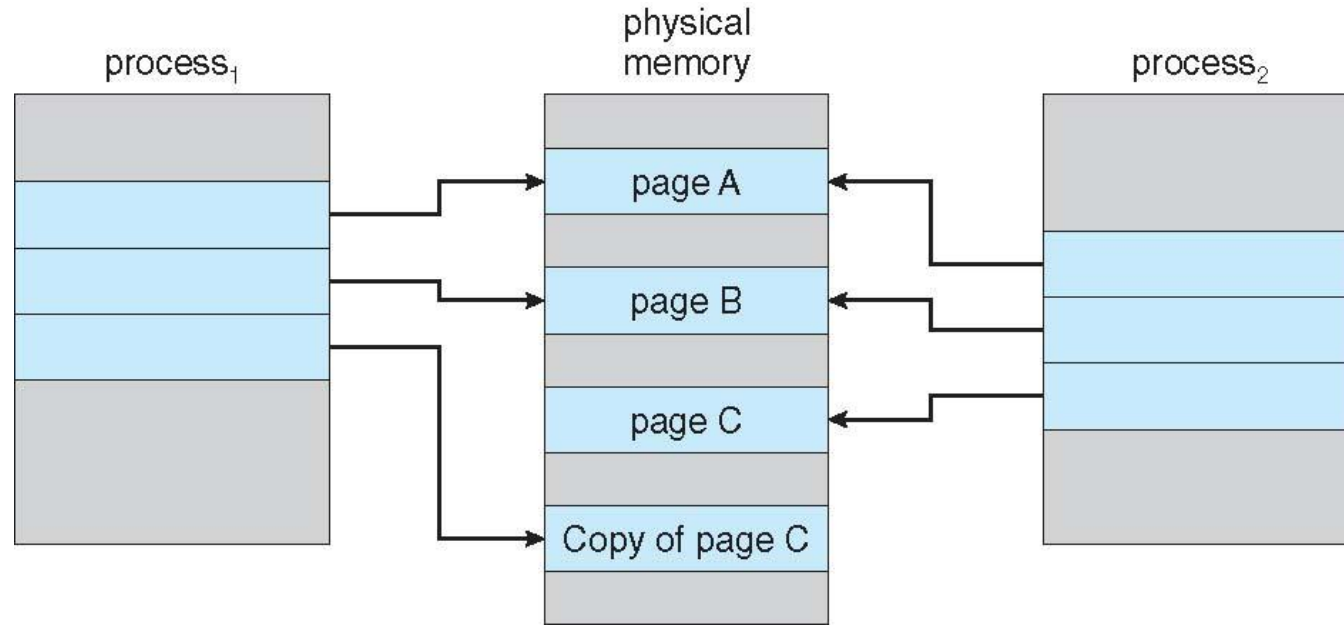 process₁
physical
memory
process₂
page A
page B
page C
Copy of page C